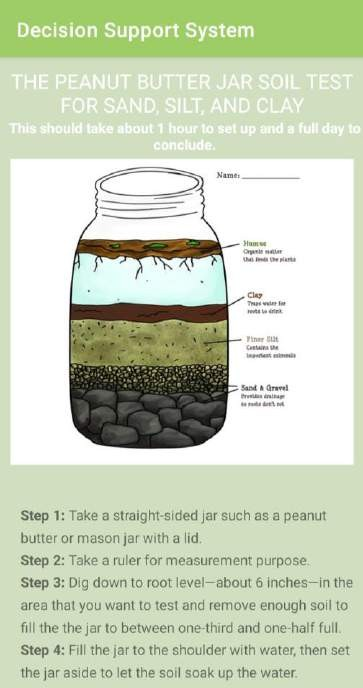 Decision Support System
THE PEANUT BUTTER JAR SOIL TEST
FOR SAND, SILT, AND CLAY
This should take about 1 hour to set up and a full day to
conclude.
Name:
Humus
Organic matter
that feeds the plants
Clay
Traps water for
roots to drink
Finer Silt
Contains the
important minerals
Sand & Gravel
Provides drainage
so roots don't rot
Step 1: Take a straight-sided jar such as a peanut
butter or mason jar with a lid.
Step 2: Take a ruler for measurement purpose.
Step 3: Dig down to root level—about 6 inches—in the
area that you want to test and remove enough soil to
fill the the jar to between one-third and one-half full.
Step 4: Fill the jar to the shoulder with water, then set
the jar aside to let the soil soak up the water.